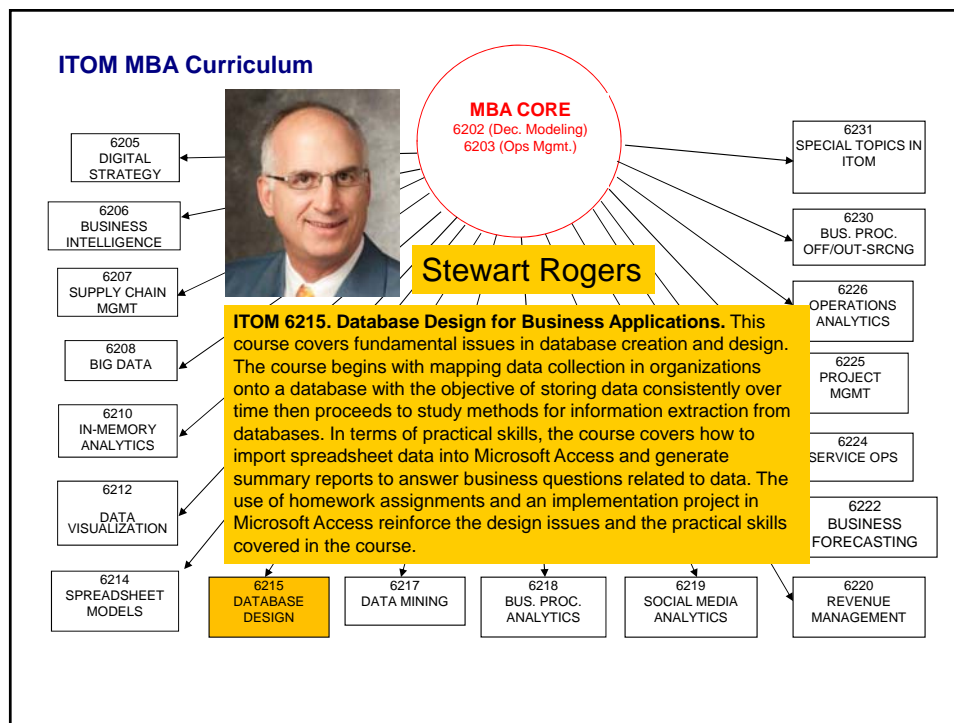 ITOM MBA Curriculum
MBA CORE
6202 (Dec. Modeling)
6203 (Ops Mgmt.)
6205
DIGITAL
STRATEGY
6206
BUSINESS
INTELLIGENCE
6207
SUPPLY CHAIN
MGMT
6208
BIG DATA
6210
IN-MEMORY
ANALYTICS
6212
DATA
VISUALIZATION
6214
SPREADSHEET
MODELS
6215
DATABASE
DESIGN
6217
DATA MINING
6218
BUS. PROC.
ANALYTICS
6219
SOCIAL MEDIA
ANALYTICS
6220
REVENUE
MANAGEMENT
6222
BUSINESS
FORECASTING
6224
SERVICE OPS
6225
PROJECT
MGMT
6226
OPERATIONS
ANALYTICS
6230
BUS. PROC.
OFF/OUT-SRCNG
6231
SPECIAL TOPICS IN
ITOM
Stewart Rogers
ITOM 6215. Database Design for Business Applications. This
course covers fundamental issues in database creation and design.
The course begins with mapping data collection in organizations
onto a database with the objective of storing data consistently over
time then proceeds to study methods for information extraction from
databases. In terms of practical skills, the course covers how to
import spreadsheet data into Microsoft Access and generate
summary reports to answer business questions related to data. The
use of homework assignments and an implementation project in
Microsoft Access reinforce the design issues and the practical skills
covered in the course.